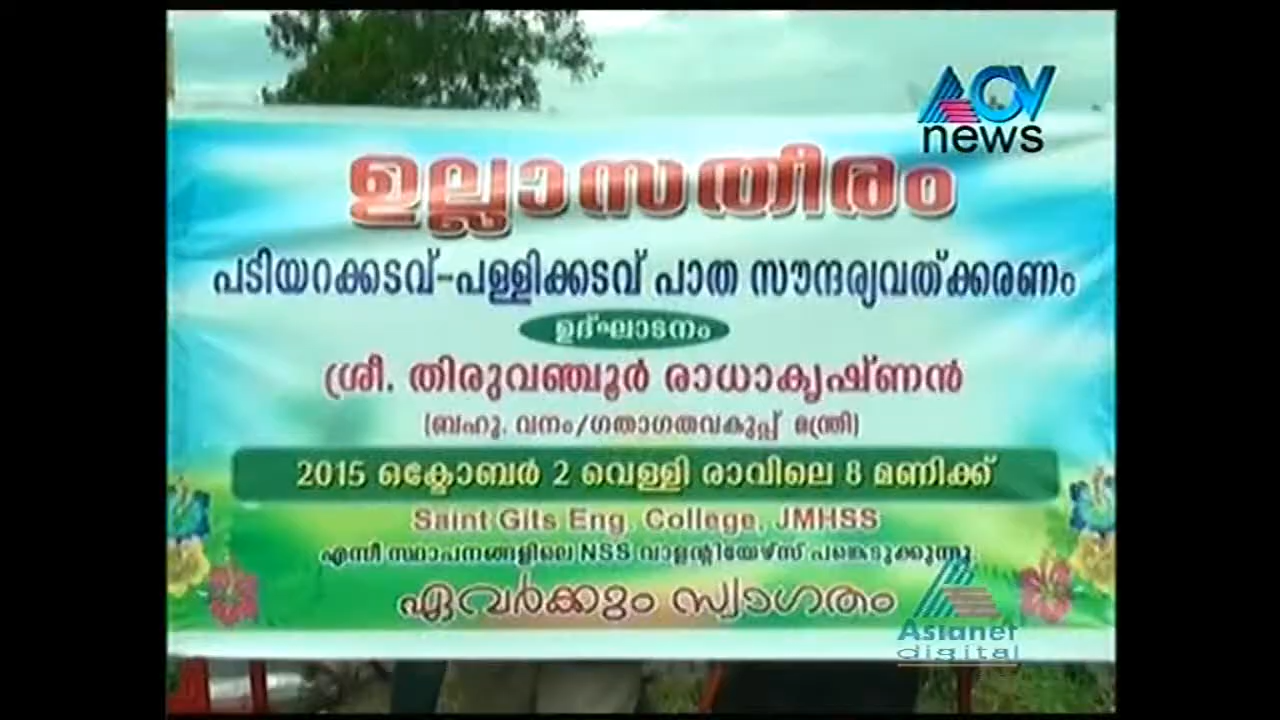 ACV
news
ഉല്ലാസതീരം
പടിയറക്കടവ്-പള്ളിക്കടവ് പാത സൗന്ദര്യവത്ക്കരണം
ഉദ്ഘാടനം
ശ്രീ. തിരുവഞ്ചൂർ രാധാകൃഷ്ണൻ
(ബഹു. വനം/ഗതാഗതവകുപ്പ് മന്ത്രി)
2015 ഒക്ടോബർ 2 വെള്ളി രാവിലെ 8 മണിക്ക്
Saint Gits Eng. College, JMHSS
എന്നീ സ്ഥാപനങ്ങളിലെ NSS വാളന്റിയേഴ്സ് പങ്കെടുക്കുന്നു.
ഏവർക്കും സ്വാഗതം
Asianet
digital